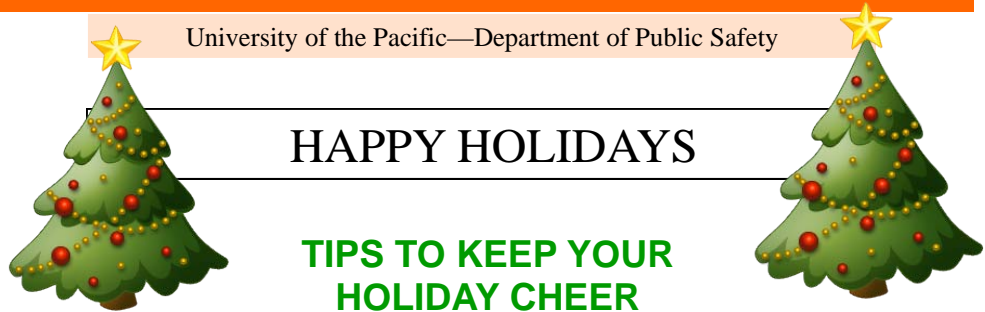 University of the Pacific—Department of Public Safety
HAPPY HOLIDAYS
TIPS TO KEEP YOUR
HOLIDAY CHEER